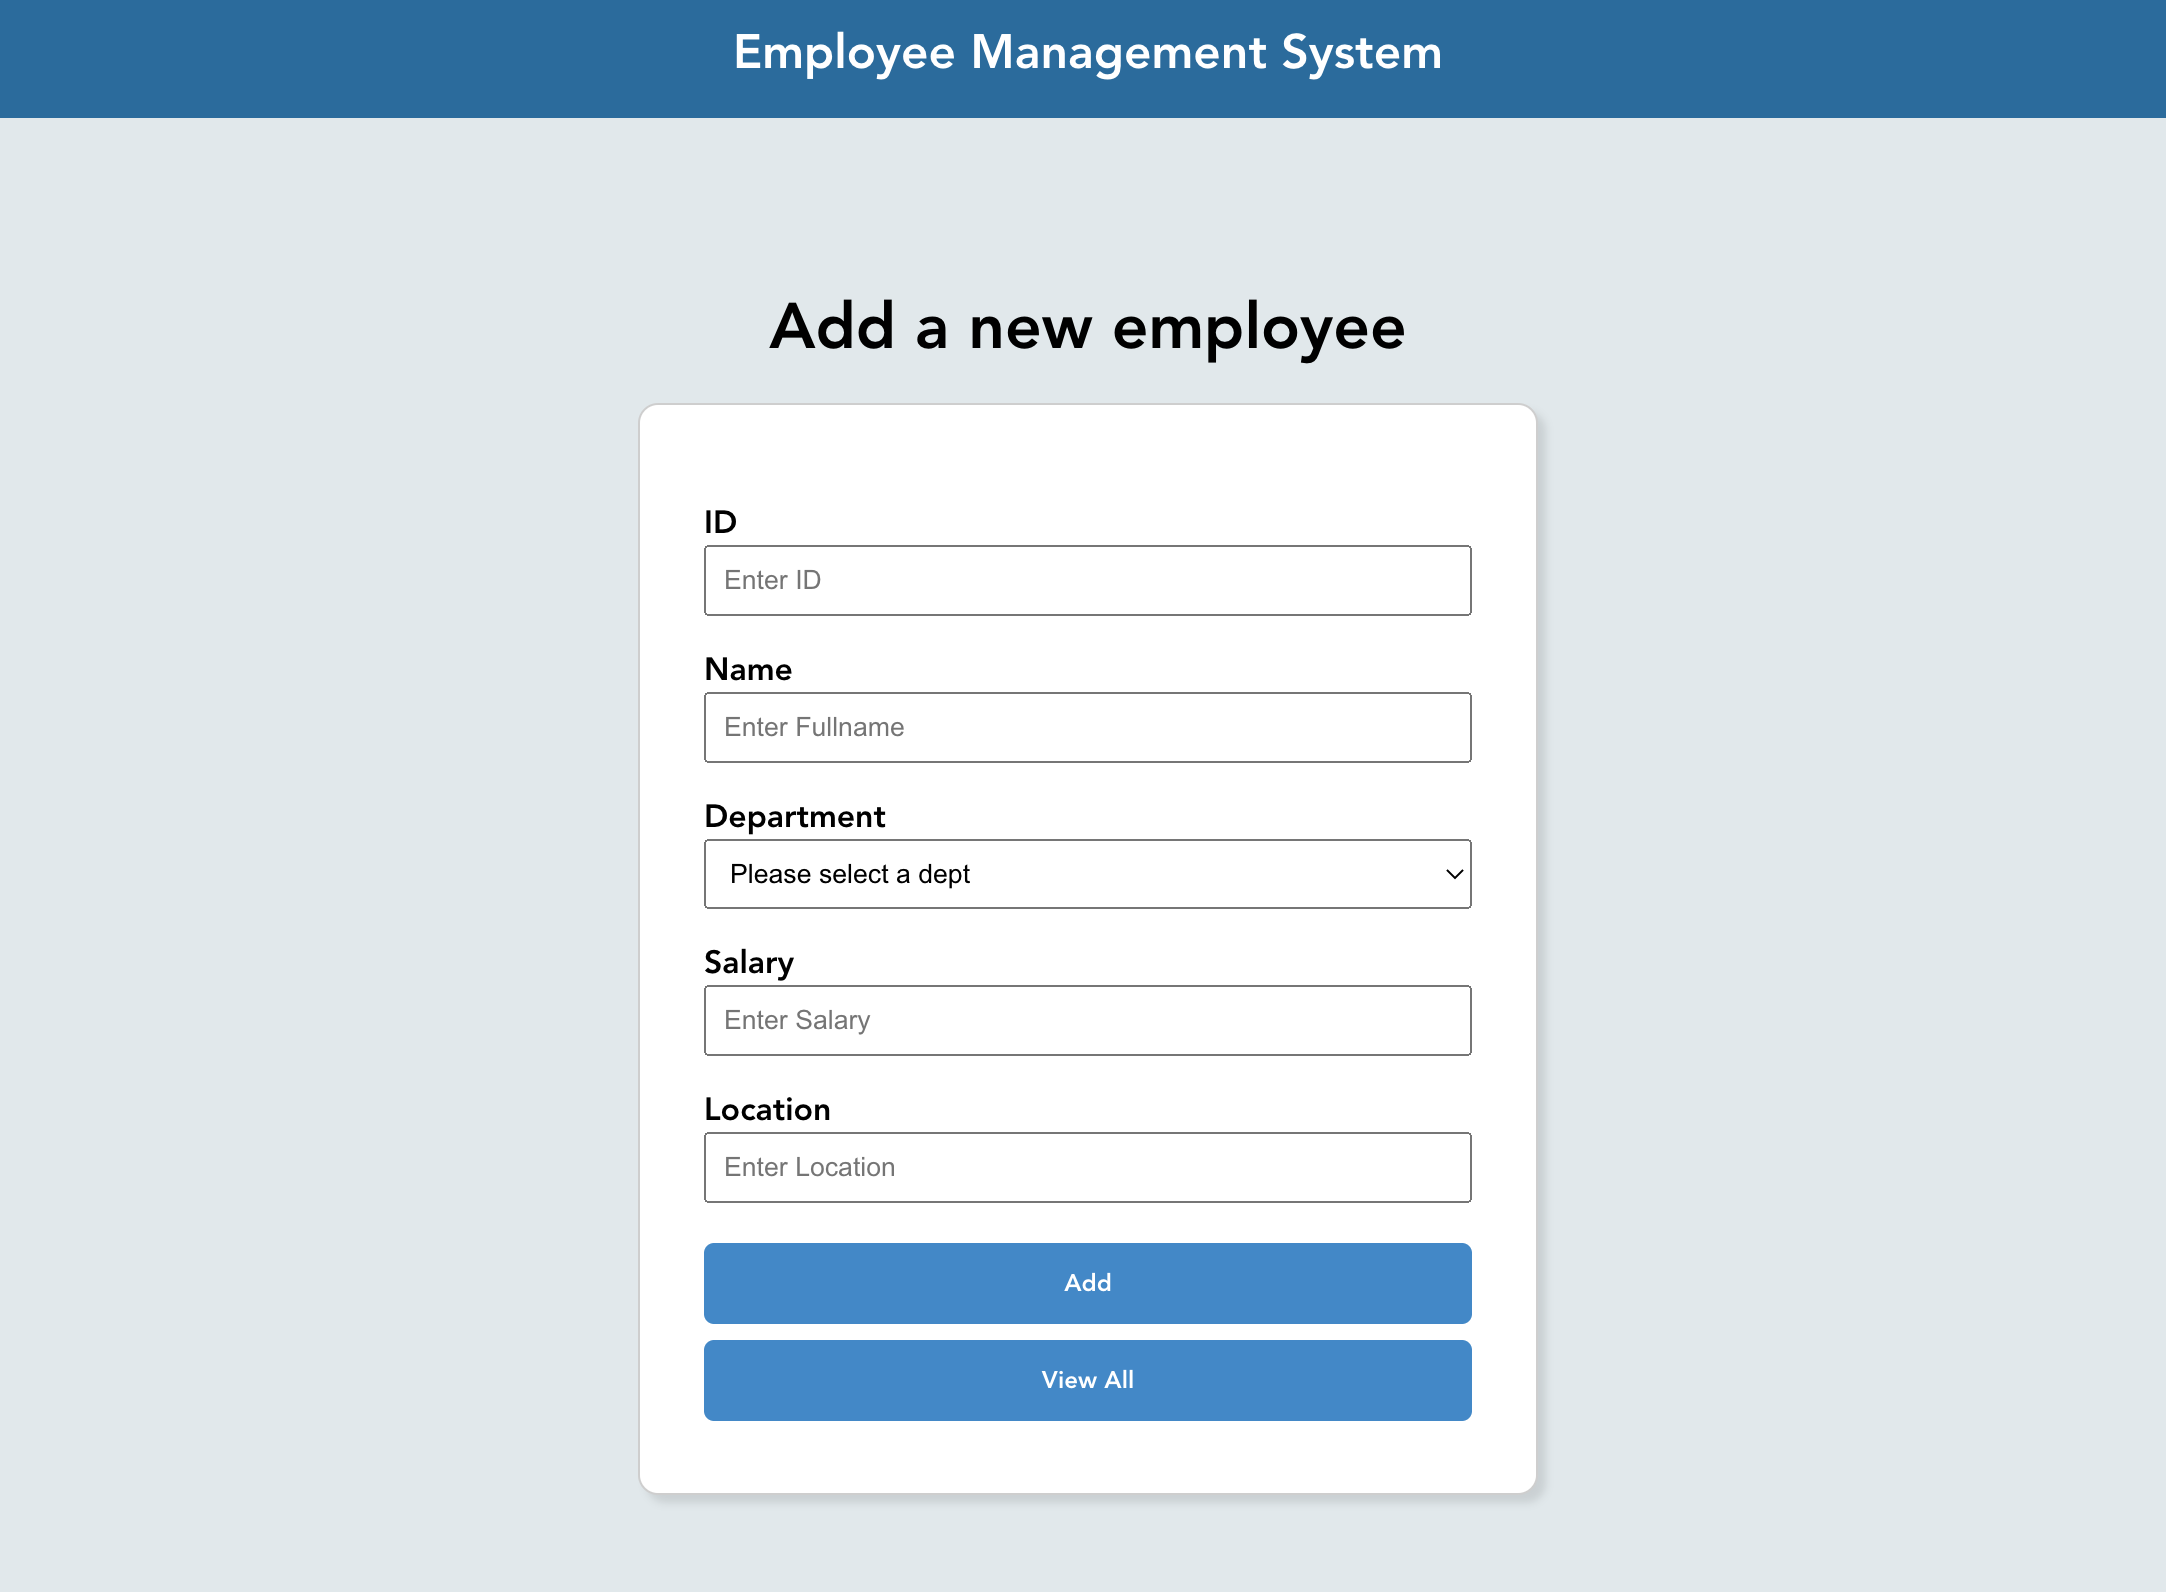 Employee Management System
Add a new employee
ID
Enter ID
Name
Enter Fullname
Department
Please select a dept
Salary
Enter Salary
Location
Enter Location
Add
View All